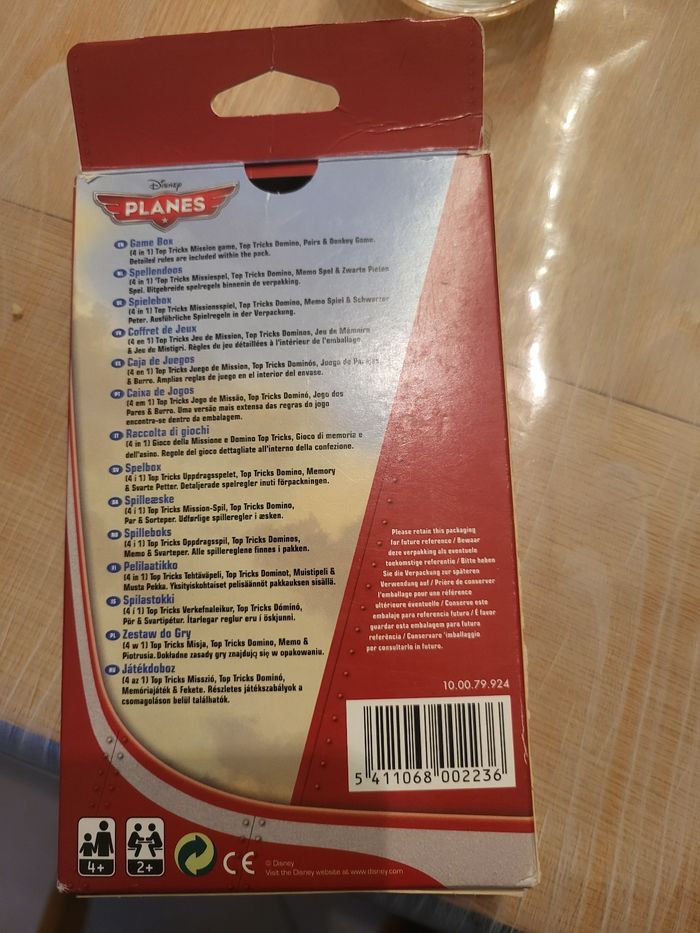 Disney
PLANES
EN Game Box
(4 in 1) Top Tricks Mission game, Top Tricks Domino, Pairs & Donkey Game.
Detailed rules are included within the pack.
NL Spellendoos
(4 in 1) 'Top Tricks Missiespel, Top Tricks Domino, Memo Spel & Zwarte Pieten
Spel. Uitgebreide spelregels binnenin de verpakking.
DE Spielebox
(4 in 1) Top Tricks Missionsspiel, Top Tricks Domino, Memo Spiel & Schwarzer
Peter. Ausführliche Spielregeln in der Verpackung.
FR Coffret de Jeux
(4 en 1) Top Tricks Jeu de Mission, Top Tricks Dominos, Jeu de Mémoire
& Jeu du Mistigri. Règles du jeu détaillées à l'intérieur de l'emballage
ES Caja de Juegos
(4 en 1) Top Tricks Juego de Mission, Top Tricks Dominós, Juego de Parejas
& Burro. Amplias reglas de juego en el interior del envase.
PT Caixa de Jogos
(4 em 1) Top Tricks Jogo de Missão, Top Tricks Dominó, Jogo dos
Pares & Burro. Uma versão mais extensa das regras do jogo
encontra-se dentro da embalagem.
IT Raccolta di giochi
(4 in 1) Gioco della Missione e Domino Top Tricks, Gioco di memoria e
dell'asino. Regole del gioco dettagliate all'interno della confezione.
SV Spelbox
(4 i 1) Top Tricks Uppdragsspelet, Top Tricks Domino, Memory
& Svarte Petter. Detaljerade spelregler inuti förpackningen.
DA Spilleæske
(4 i 1) Top Tricks Mission-Spil, Top Tricks Domino,
Par & Sorteper. Udførlige spilleregler i æsken.
NO Spilleboks
(4 i 1) Top Tricks Oppdragsspil, Top Tricks Dominos,
Memo & Svarteper. Alle spillereglene finnes i pakken.
FI Pelilaatikko
(4 in 1) Top Tricks Tehtäväpeli, Top Tricks Dominot, Muistipeli &
Musta Pekka. Yksityiskohtaiset pelisäännöt pakkauksen sisällä.
IS Spilastokki
(4 í 1) Top Tricks Verkefnaleikur, Top Tricks Dóminó,
Pör & Svartipétur. Ítarlegar reglur eru í öskjunni.
PL Zestaw do Gry
(4 w 1) Top Tricks Misja, Top Tricks Domino, Memo &
Piotrusia. Dokładne zasady gry znajdują się w opakowaniu.
HU Játékdoboz
(4 az 1) Top Tricks Misszió, Top Tricks Dominó,
Memóriajáték & Fekete. Részletes játékszabályok a
csomagoláson belül találhatók.
Please retain this packaging
for future reference / Bewaar
deze verpakking als eventuele
toekomstige referentie / Bitte heben
Sie die Verpackung zur späteren
Verwendung auf / Prière de conserver
l'emballage pour une référence
ultérieure éventuelle / Conserve este
embalaje para referencia futura / É favor
guardar esta embalagem para futura
referência / Conservare 'imballaggio
per consultarlo in futuro.
10.00.79.924
5 411068 002236
4+
2+
CE
© Disney
Visit the Disney website at www.disney.com